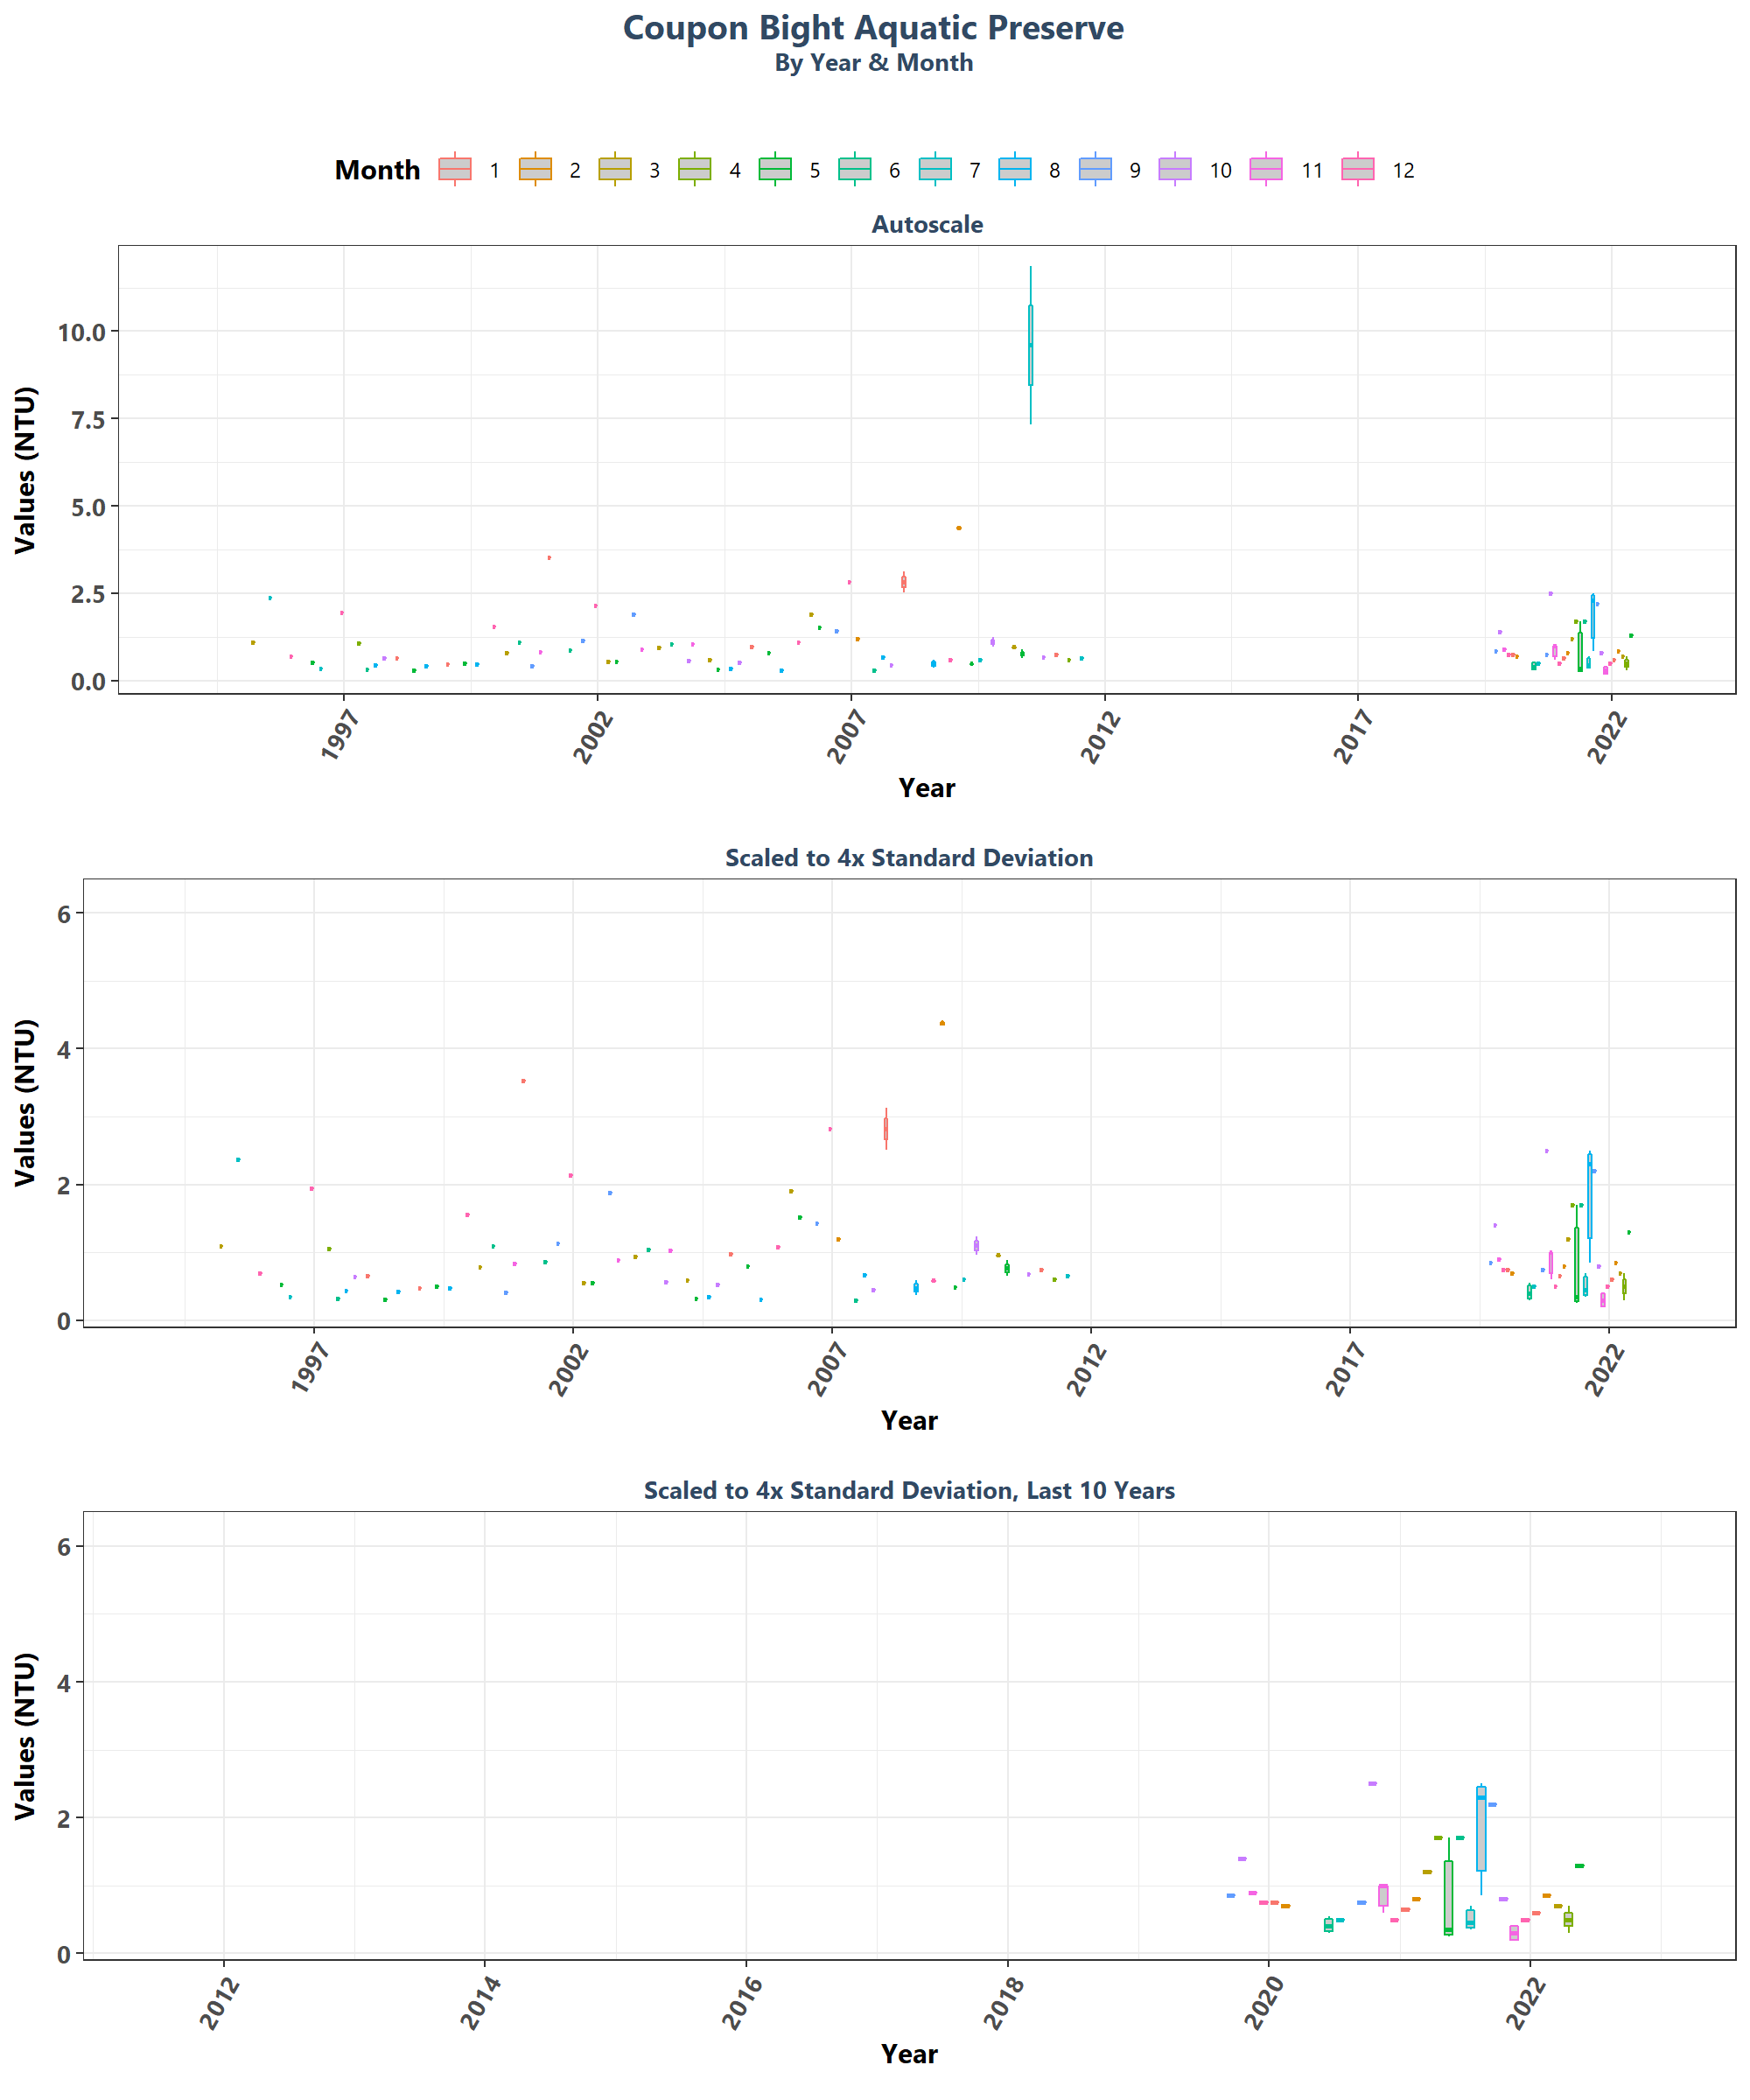 Coupon Bight Aquatic Preserve
By Year & Month
Month 1 2 3 4 5 6 7 8 9 10 11 12
Autoscale
Values (NTU)
10.0
7.5
5.0
2.5
0.0
1997 2002 2007 2012 2017 2022
Year
Scaled to 4x Standard Deviation
Values (NTU)
6
4
2
0
1997 2002 2007 2012 2017 2022
Year
Scaled to 4x Standard Deviation, Last 10 Years
Values (NTU)
6
4
2
0
2012 2014 2016 2018 2020 2022
Year